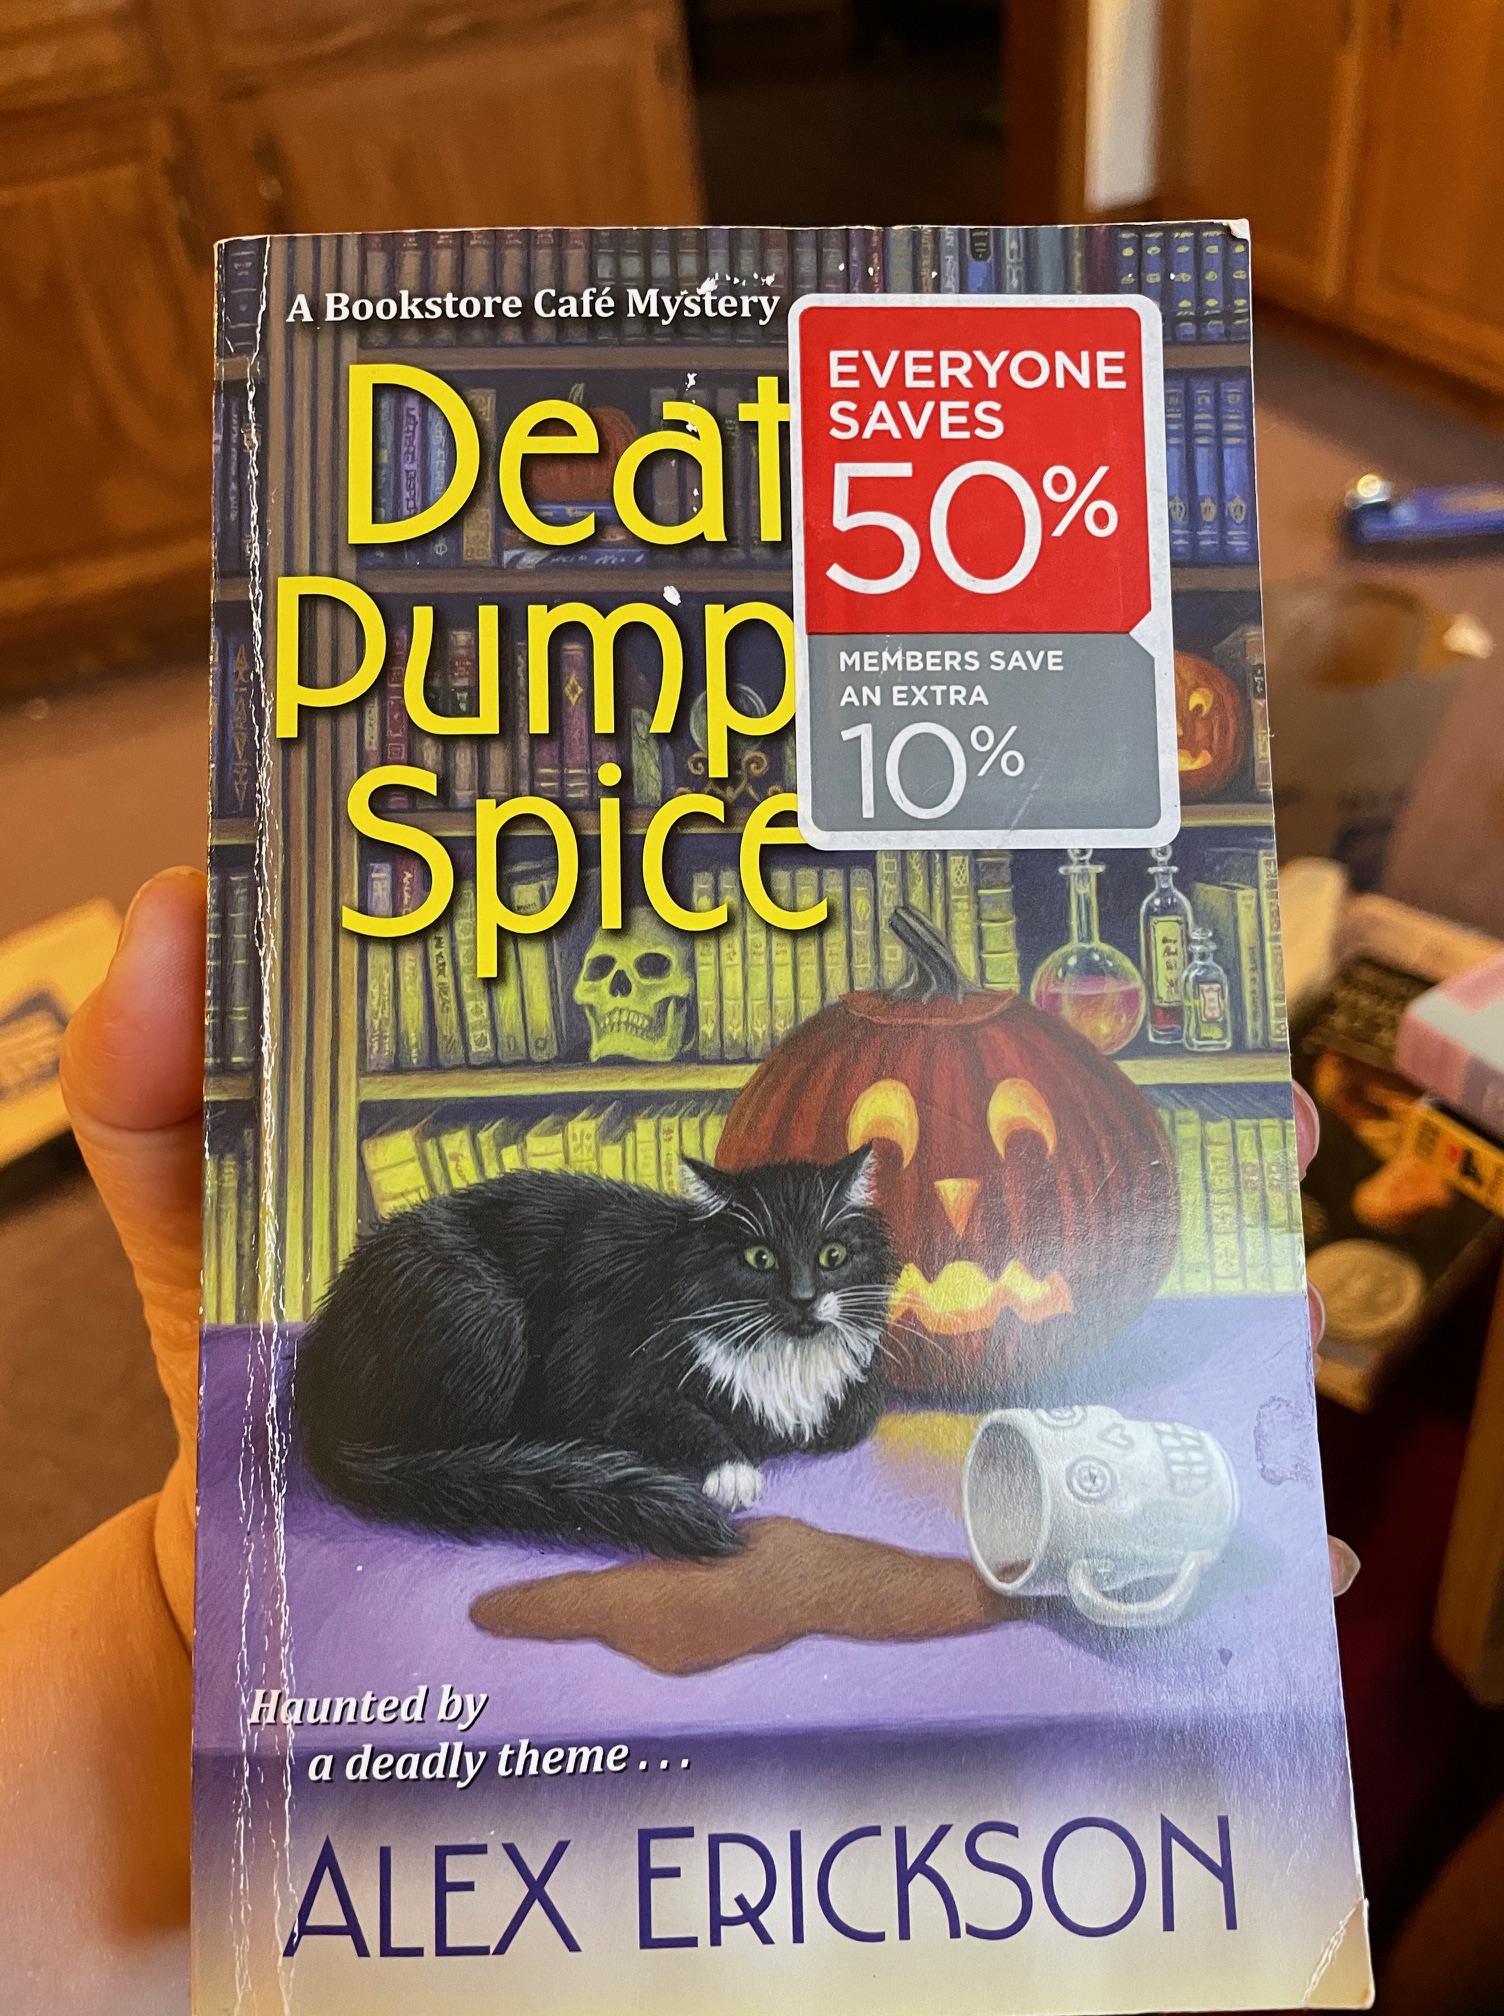 A Bookstore Café Mystery
Deat
Pump
Spice
EVERYONE
SAVES
50%
MEMBERS SAVE
AN EXTRA
10%
Haunted by
a deadly theme . . .
ALEX ERICKSON